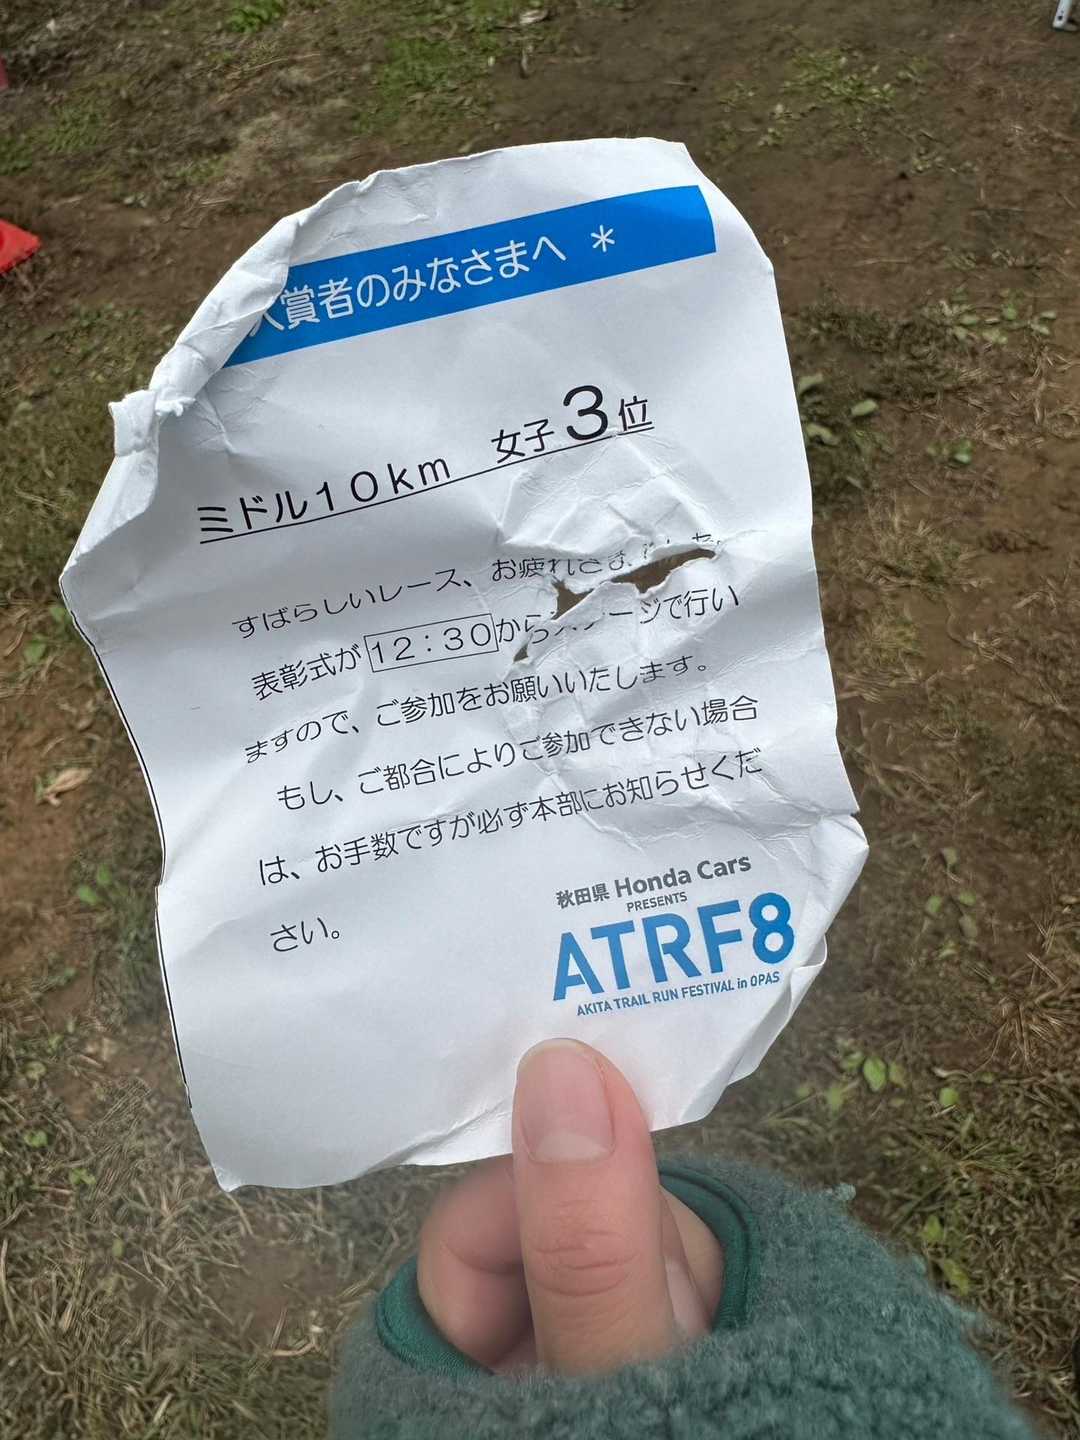 入賞者のみなさまへ ＊
ミドル１０ｋｍ 女子３位
すばらしいレース、お疲れさま
表彰式が１２：３０からステージで行い
ますので、ご参加をお願いいたします。
もし、ご都合によりご参加できない場合
は、お手数ですが必ず本部にお知らせくだ
さい。
秋田県 Honda Cars
PRESENTS
ATRF8
AKITA TRAIL RUN FESTIVAL in OPAS